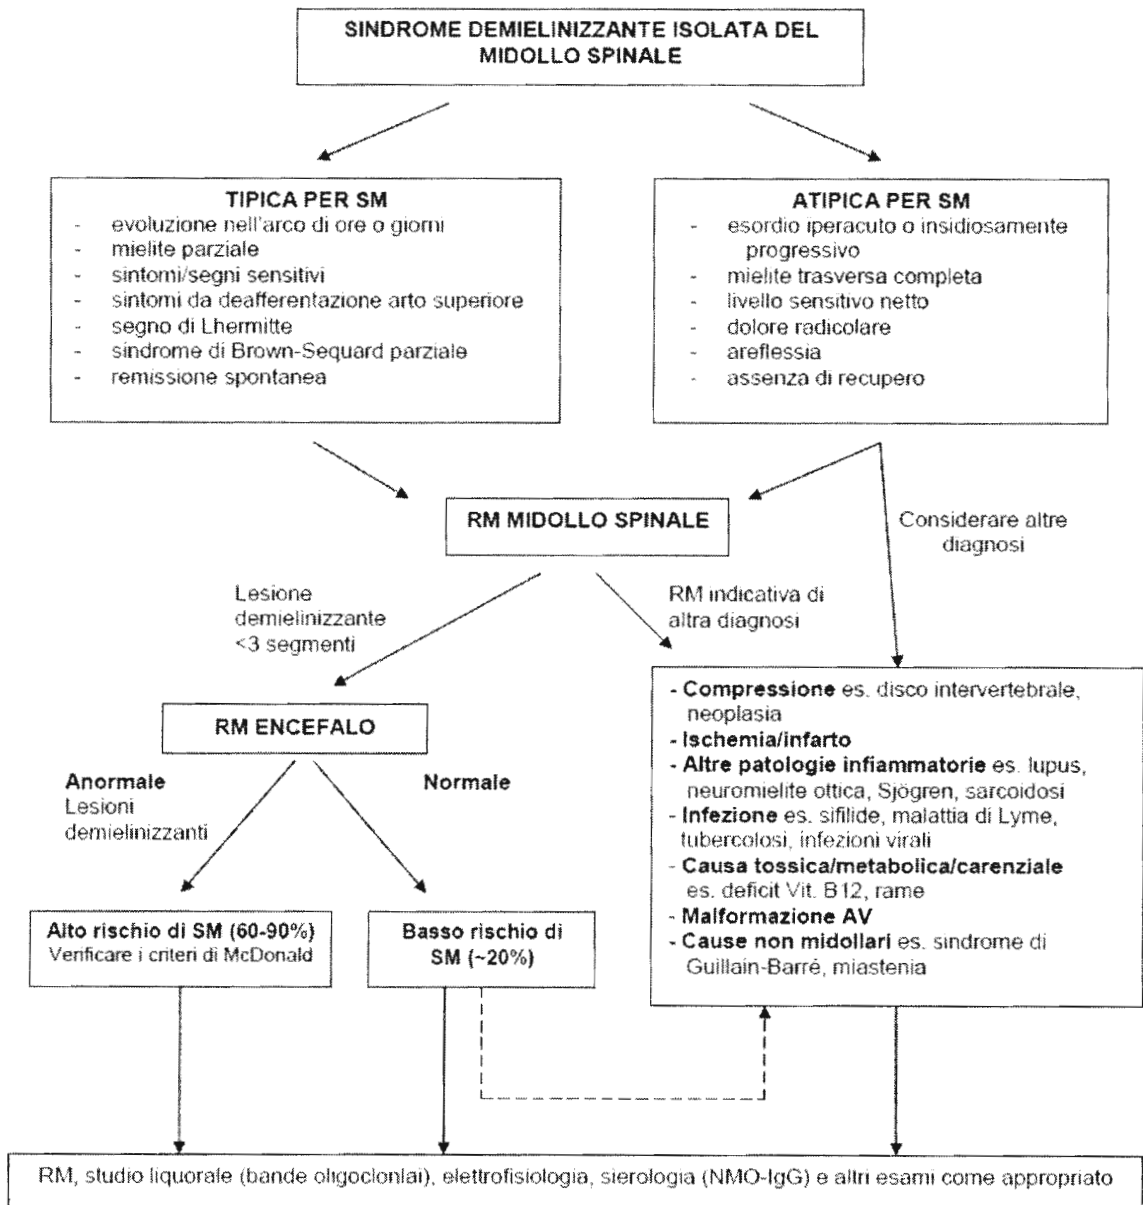 SINDROME DEMIELINIZZANTE ISOLATA DEL
MIDOLLO SPINALE
TIPICA PER SM
- evoluzione nell'arco di ore o giorni
- mielite parziale
- sintomi/segni sensitivi
- sintomi da deafferentazione arto superiore
- segno di Lhermitte
- sindrome di Brown-Sequard parziale
- remissione spontanea
ATIPICA PER SM
- esordio iperacuto o insidiosamente
progressivo
- mielite trasversa completa
- livello sensitivo netto
- dolore radicolare
- areflessia
- assenza di recupero
RM MIDOLLO SPINALE
Considerare altre
diagnosi
Lesione
demielinizzante
<3 segmenti
RM indicativa di
altra diagnosi
RM ENCEFALO
Anormale
Lesioni
demielinizzanti
Normale
- Compressione es. disco intervertebrale,
neoplasia
- Ischemia/infarto
- Altre patologie infiammatorie es. lupus,
neuromielite ottica, Sjögren, sarcoidosi
- Infezione es. sifilide, malattia di Lyme,
tubercolosi, infezioni virali
- Causa tossica/metabolica/carenziale
es. deficit Vit. B12, rame
- Malformazione AV
- Cause non midollari es. sindrome di
Guillain-Barré, miastenia
Alto rischio di SM (60-90%)
Verificare i criteri di McDonald
Basso rischio di
SM (~20%)
RM, studio liquorale (bande oligoclonlai), elettrofisiologia, sierologia (NMO-IgG) e altri esami come appropriato